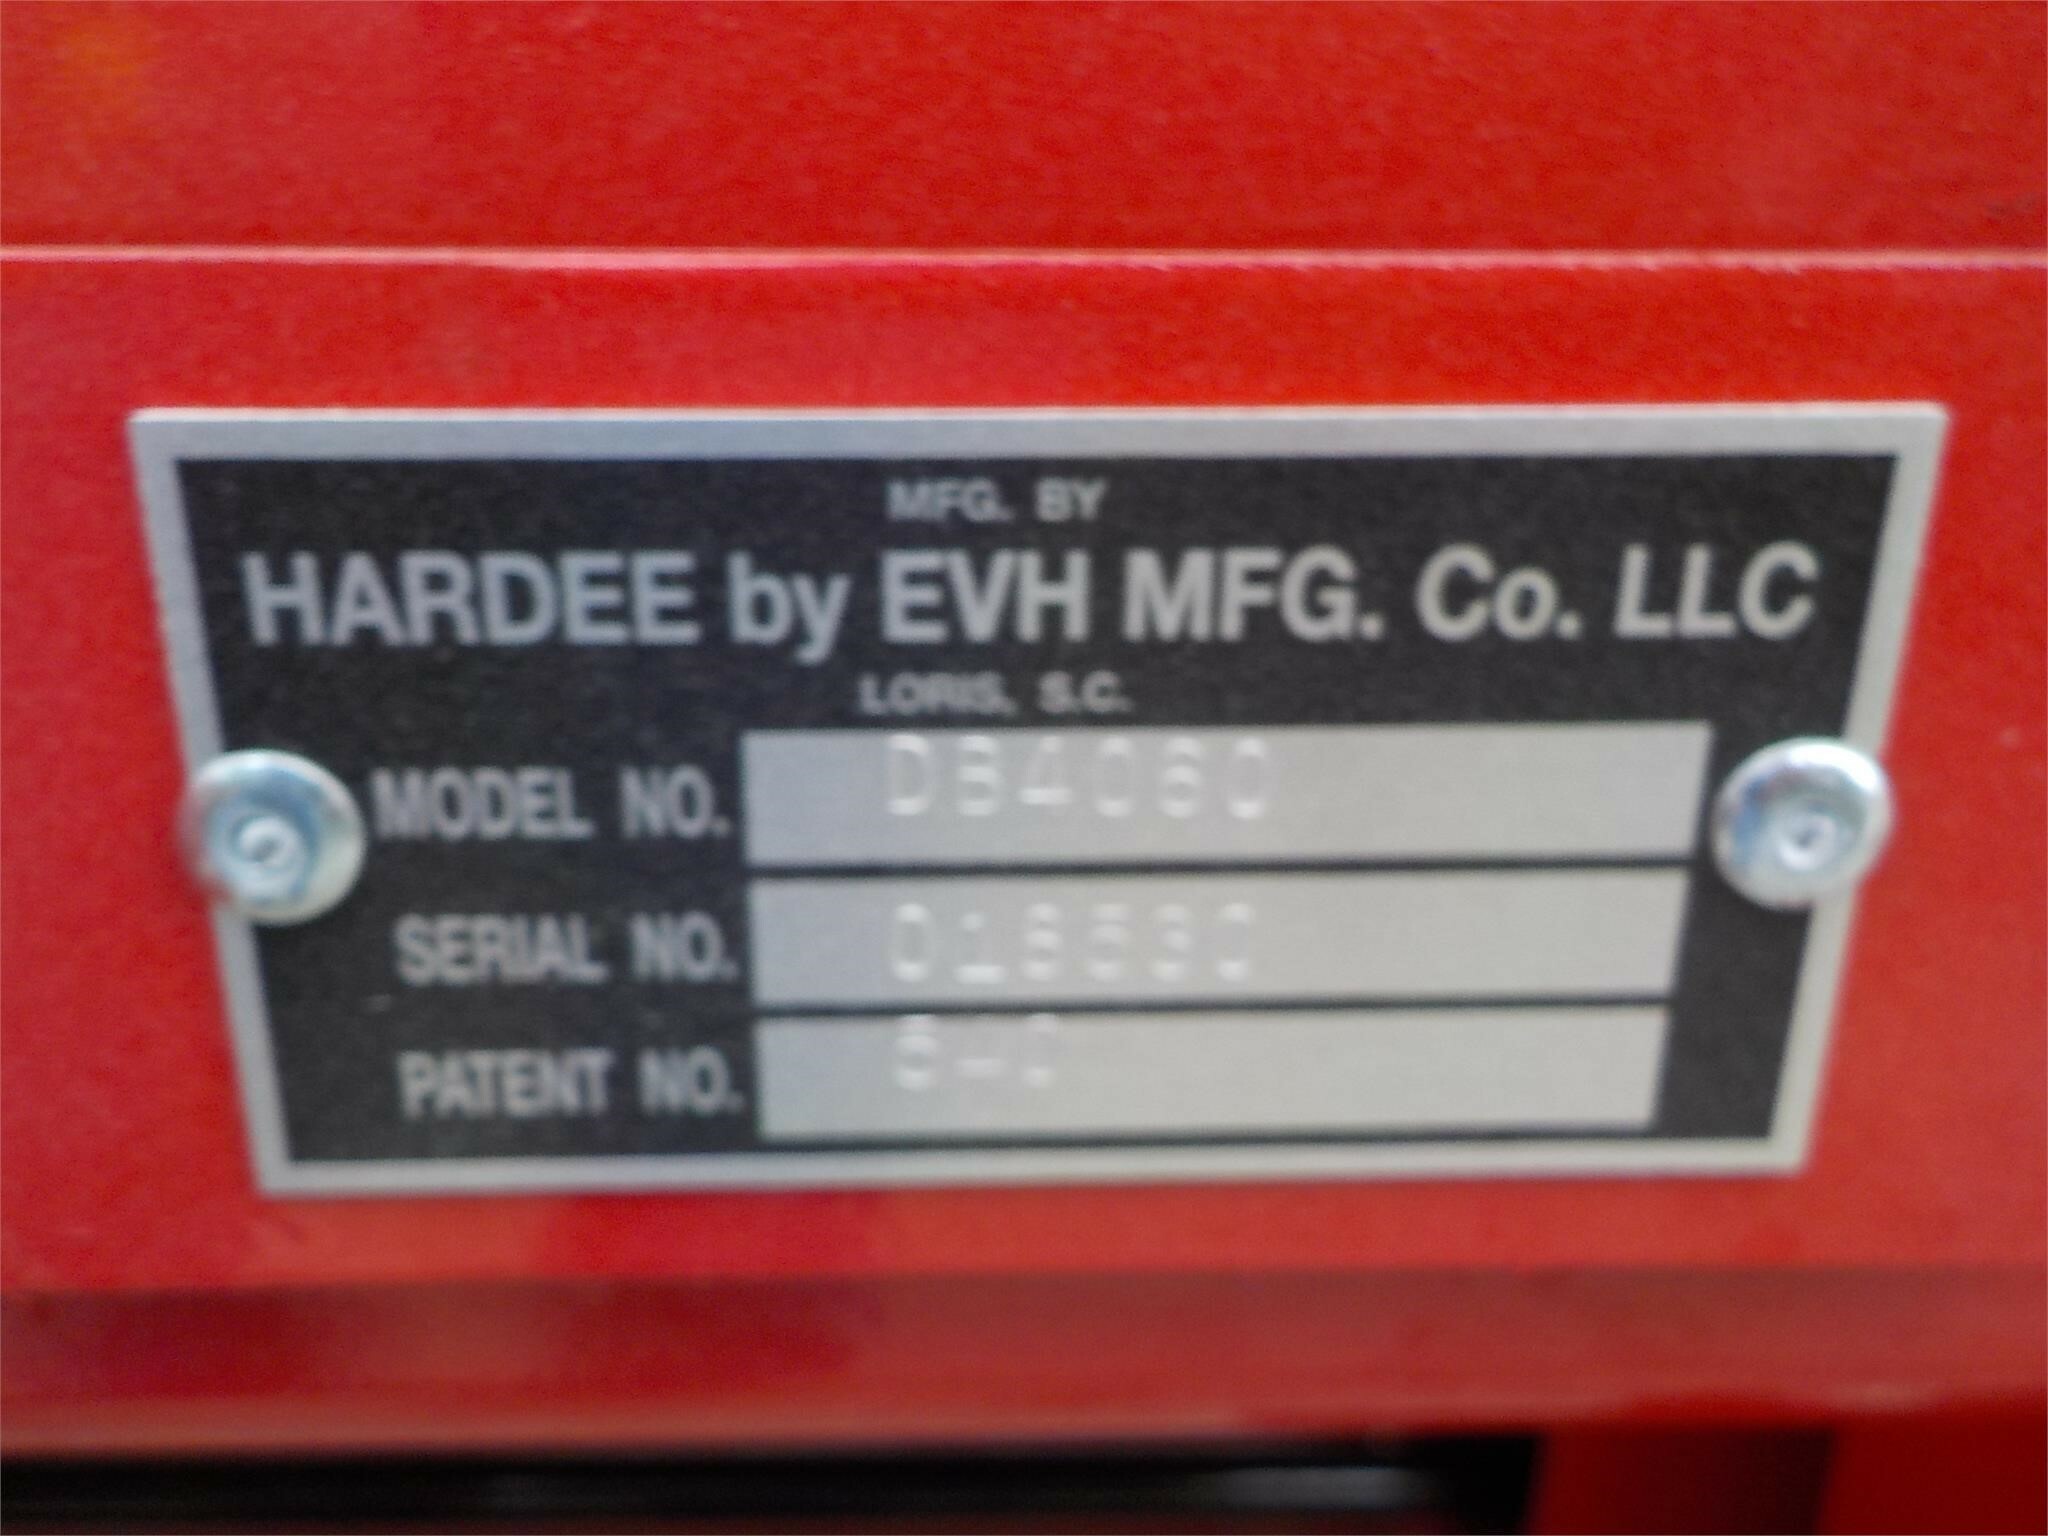 MFG. BY
HARDEE by EVH MFG. Co. LLC
LORIS, S.C.
MODEL NO. DB4060
SERIAL NO.
PATENT NO.